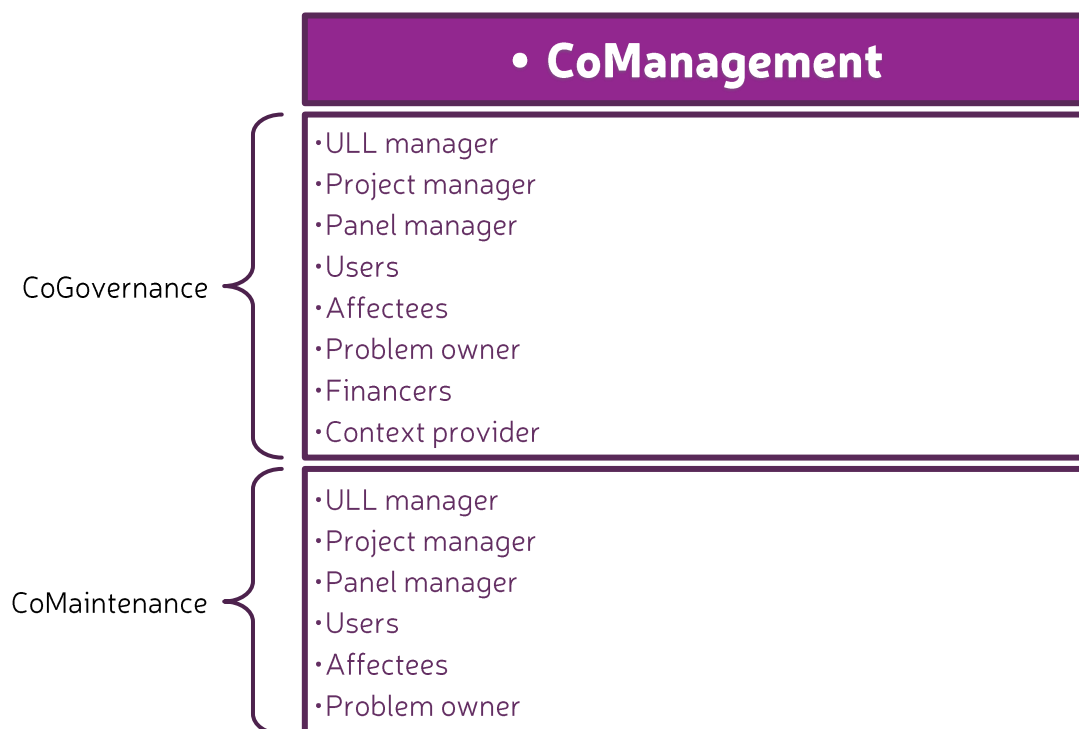 • CoManagement
CoGovernance
•ULL manager
•Project manager
•Panel manager
•Users
•Affectees
•Problem owner
•Financers
•Context provider
CoMaintenance
•ULL manager
•Project manager
•Panel manager
•Users
•Affectees
•Problem owner